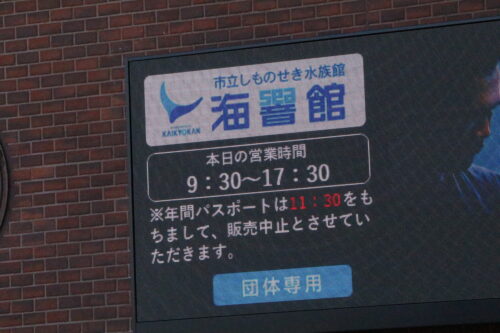 市立しものせき水族館
海響館
KAIKYOKAN
本日の営業時間
9：30～17：30
※年間パスポートは11：30をも
ちまして、販売中止とさせてい
ただきます。
団体専用